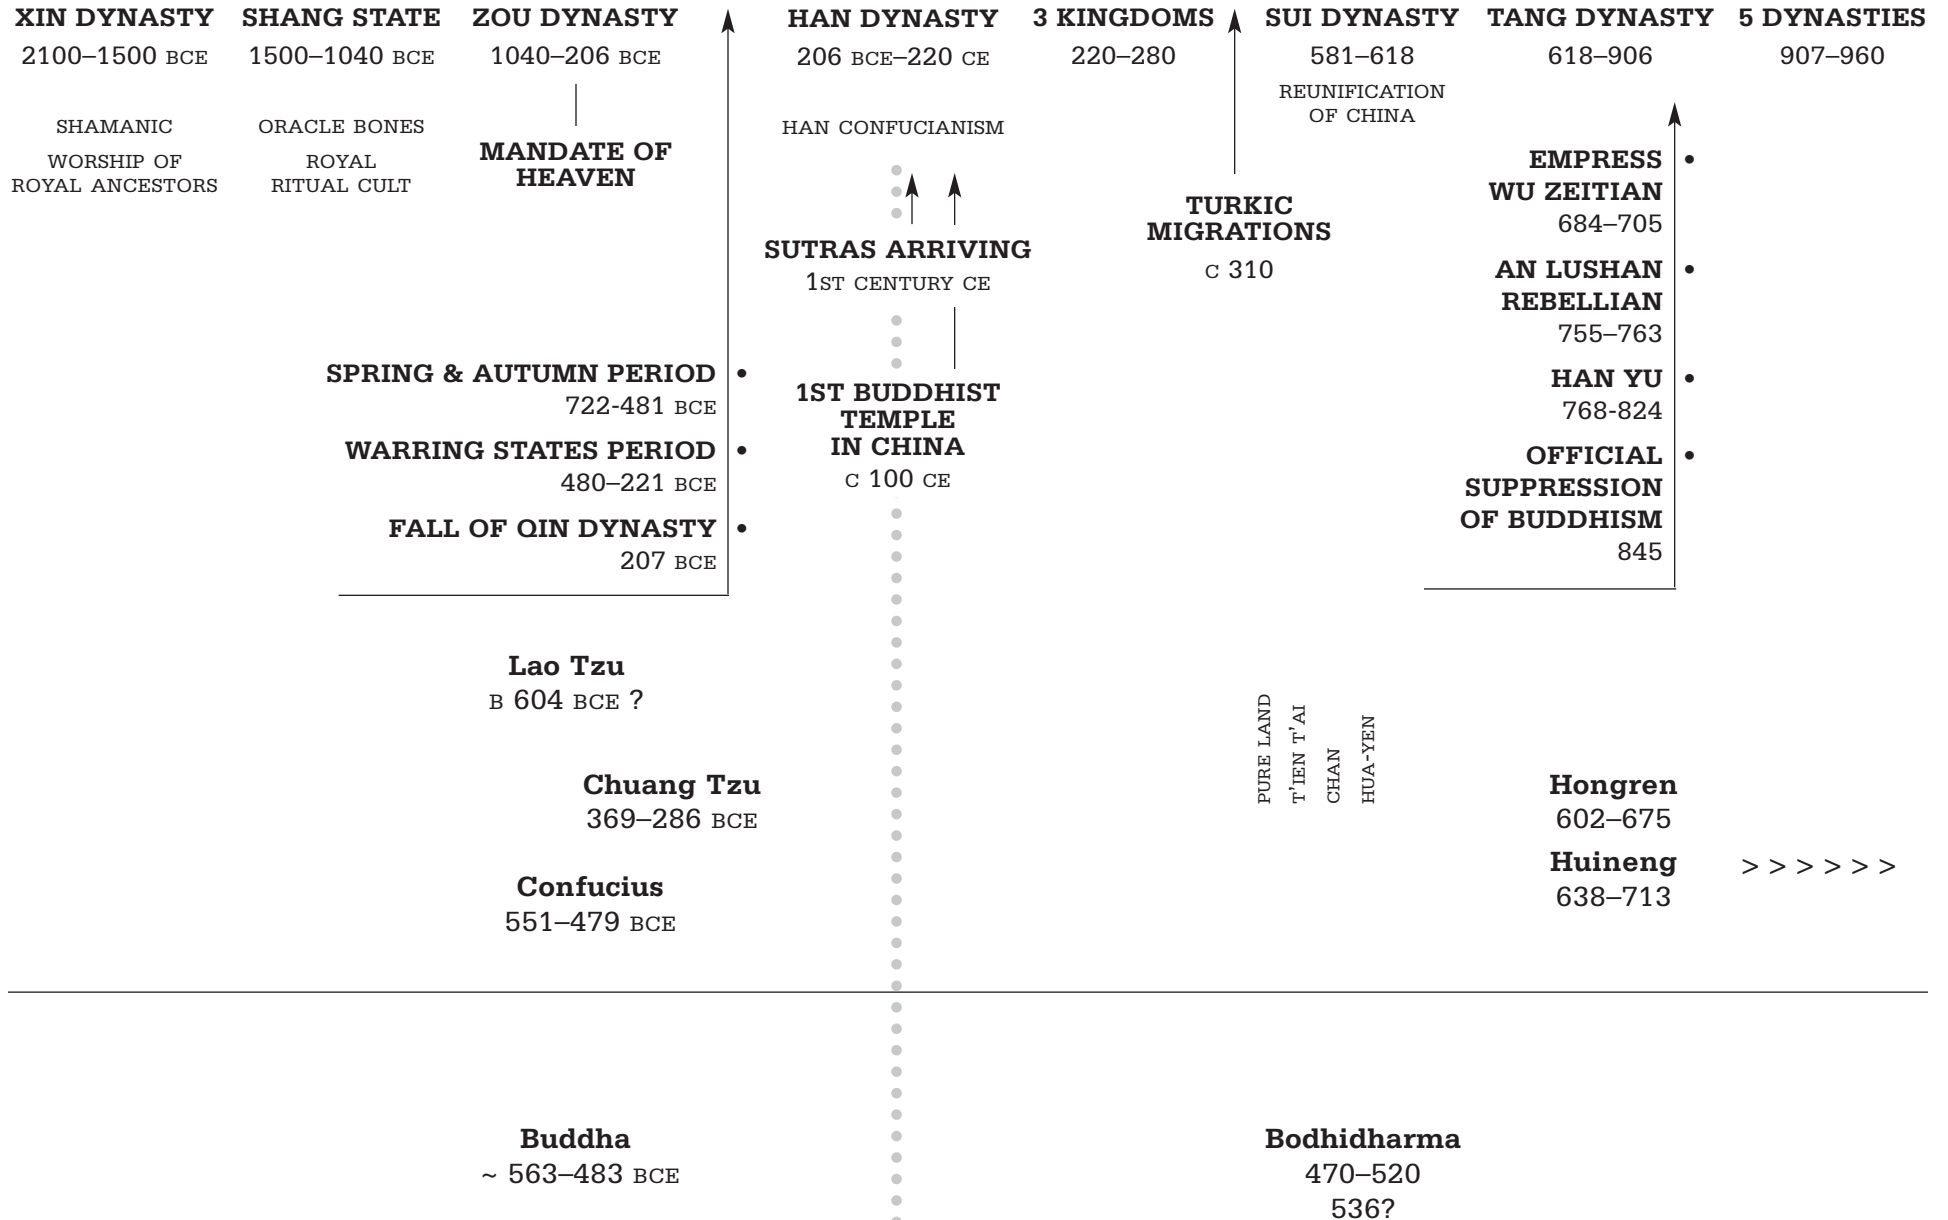 XIN DYNASTY
2100–1500 BCE
SHAMANIC
WORSHIP OF
ROYAL ANCESTORS
SHANG STATE
1500–1040 BCE
ORACLE BONES
ROYAL
RITUAL CULT
ZOU DYNASTY
1040–206 BCE
MANDATE OF
HEAVEN
SPRING & AUTUMN PERIOD •
722-481 BCE
WARRING STATES PERIOD •
480–221 BCE
FALL OF QIN DYNASTY •
207 BCE
HAN DYNASTY
206 BCE–220 CE
HAN CONFUCIANISM
SUTRAS ARRIVING
1ST CENTURY CE
1ST BUDDHIST
TEMPLE
IN CHINA
C 100 CE
3 KINGDOMS
220–280
TURKIC
MIGRATIONS
C 310
SUI DYNASTY
581–618
REUNIFICATION
OF CHINA
TANG DYNASTY
618–906
EMPRESS •
WU ZEITIAN
684–705
AN LUSHAN •
REBELLIAN
755–763
HAN YU •
768-824
OFFICIAL •
SUPPRESSION
OF BUDDHISM
845
5 DYNASTIES
907–960
Lao Tzu
B 604 BCE ?
Chuang Tzu
369–286 BCE
Confucius
551–479 BCE
PURE LAND
T'IEN T'AI
CHAN
HUA-YEN
Hongren
602–675
Huineng > > > > > >
638–713
Buddha
~ 563–483 BCE
Bodhidharma
470–520
536?